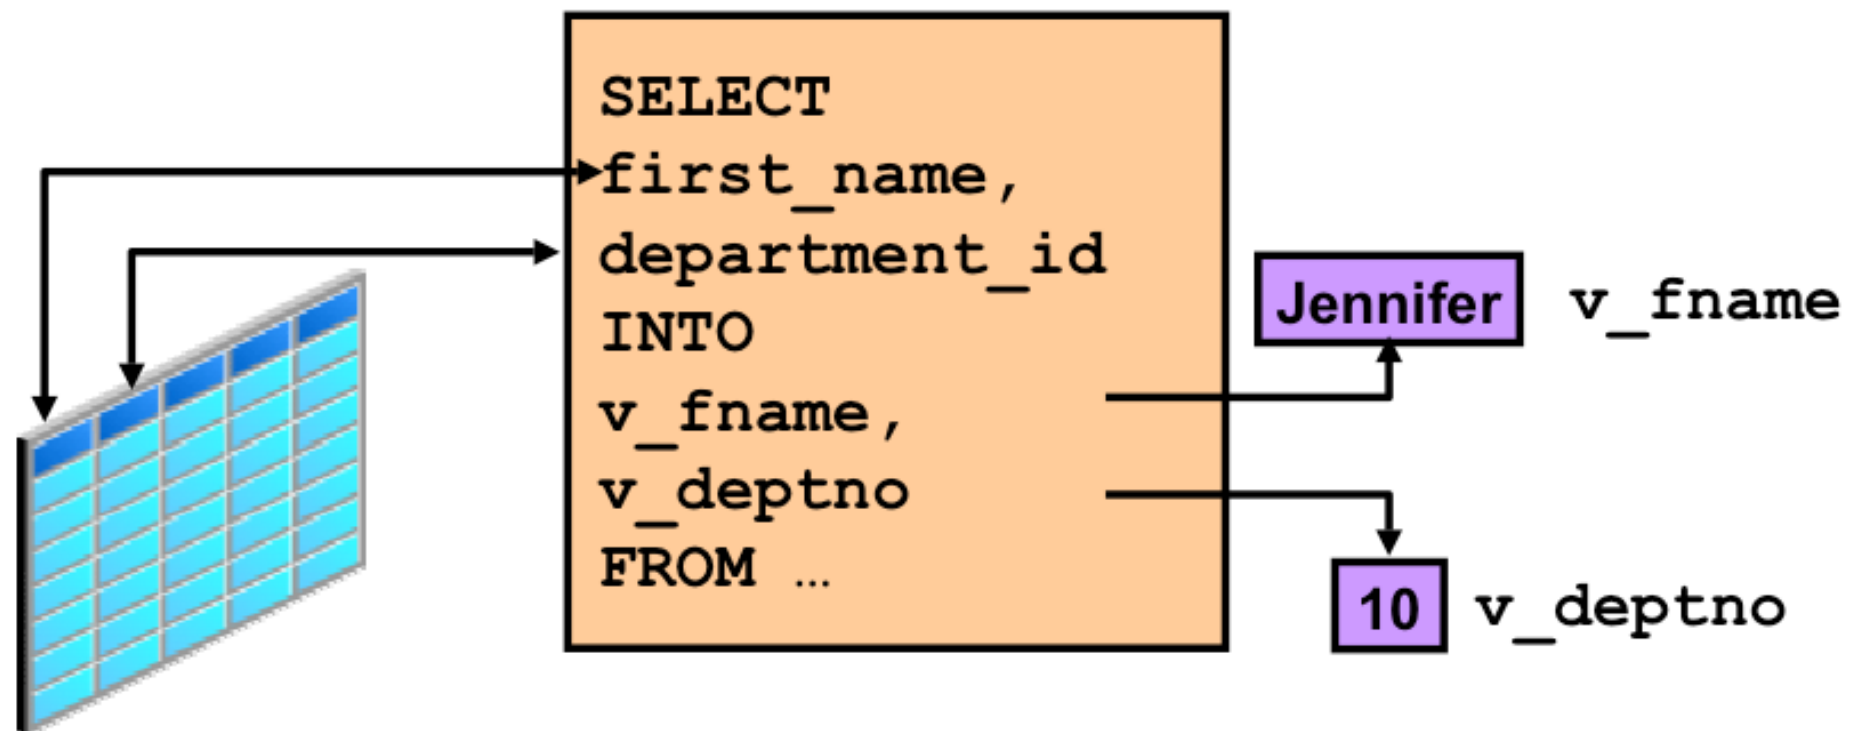 SELECT
first_name,
department_id
INTO
v_fname,
v_deptno
FROM …
Jennifer v_fname
10 v_deptno